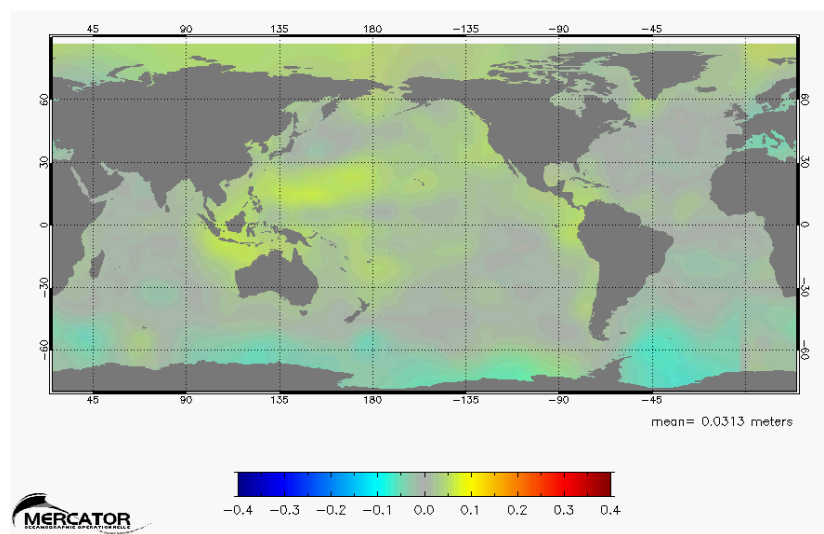 45 90 135 180 −135 −90 −45
60 60
30 30
0 0
−30 −30
−60 −60
45 90 135 180 −135 −90 −45
mean= 0.0313 meters
−0.4 −0.3 −0.2 −0.1 0.0 0.1 0.2 0.3 0.4
MERCATOR
OCEANOGRAPHIE OPERATIONNELLE